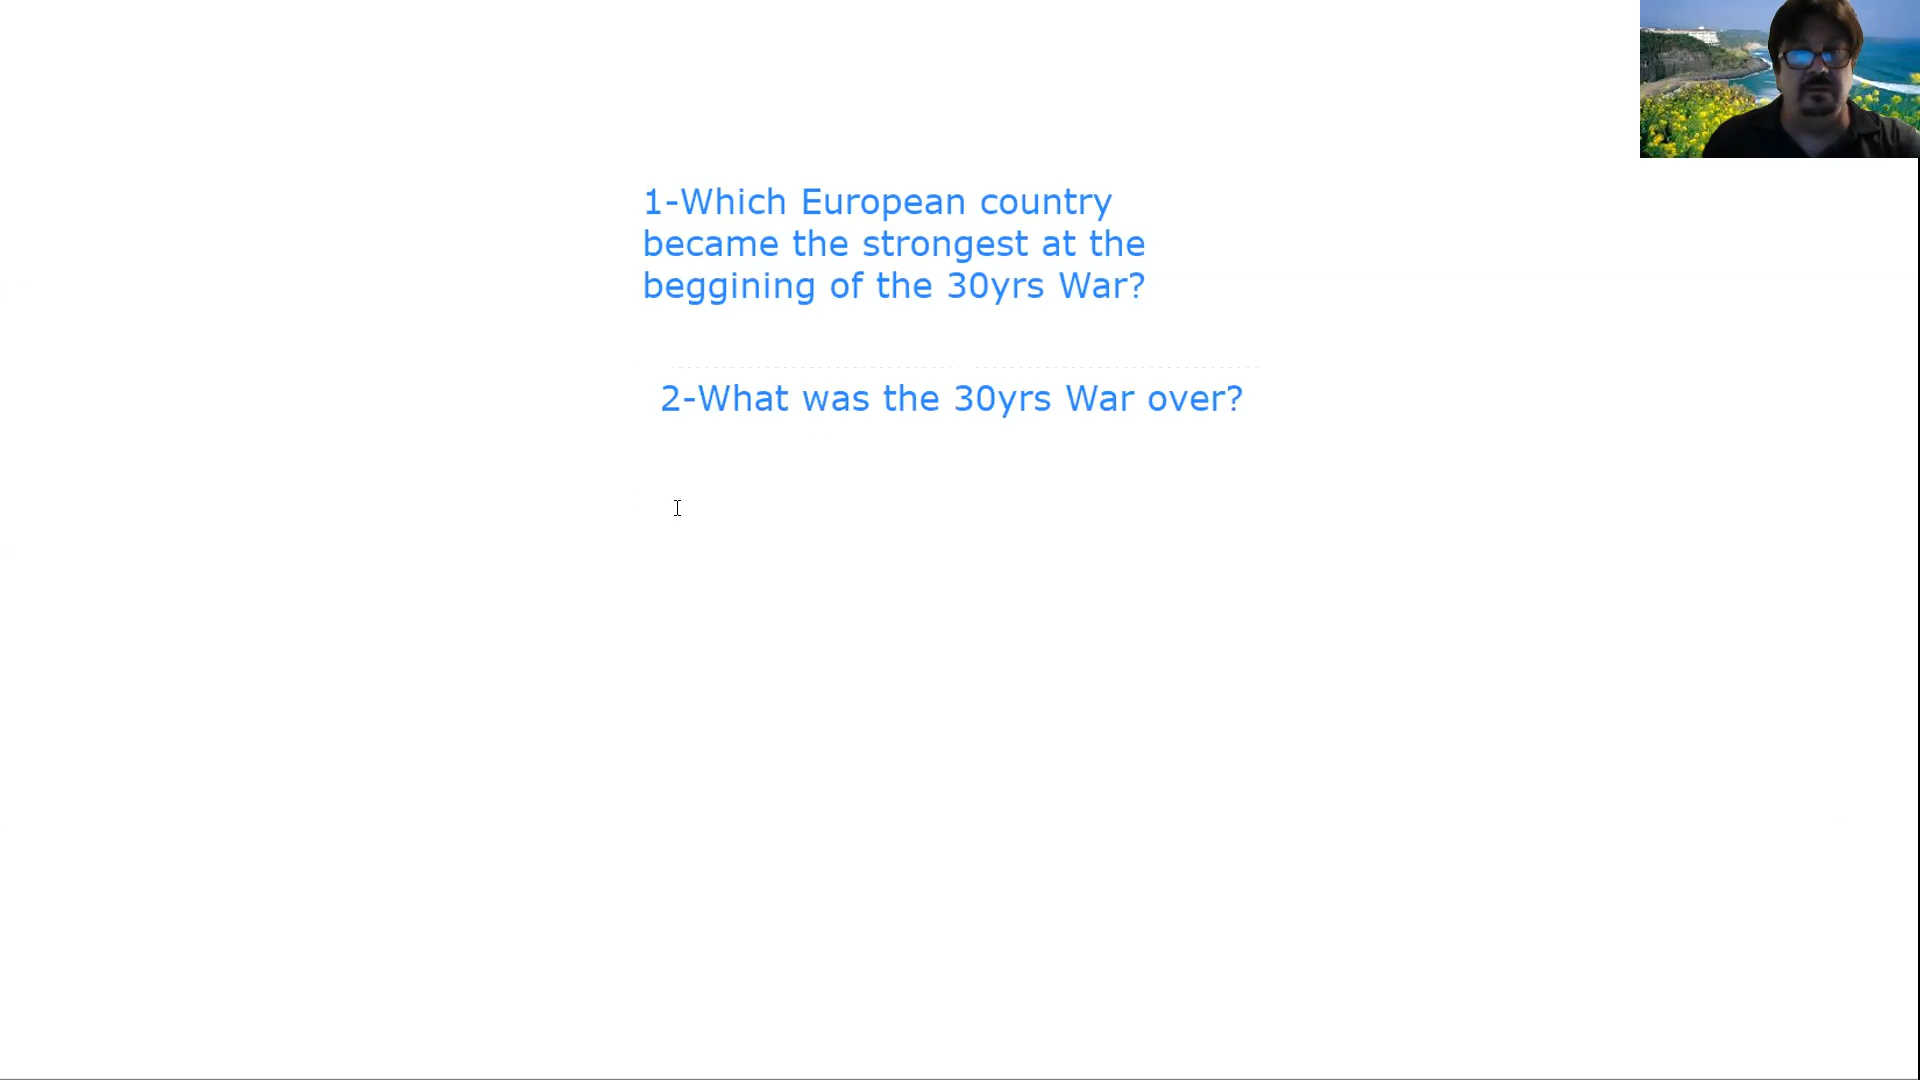 1-Which European country
became the strongest at the
beggining of the 30yrs War?
2-What was the 30yrs War over?